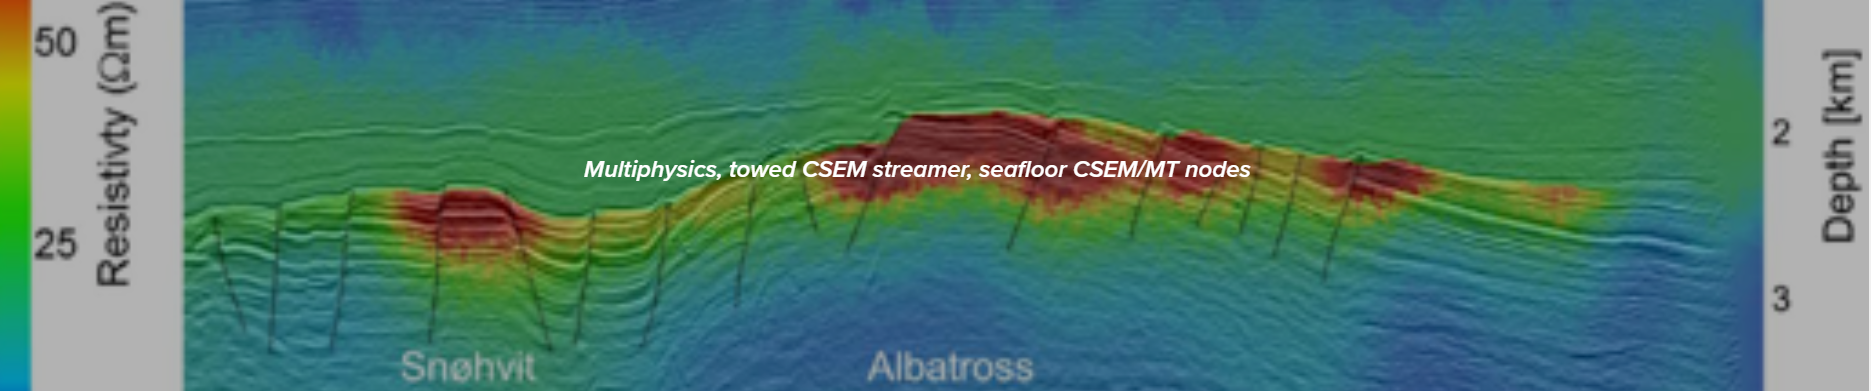 50
25
Resistivty (Ωm)
Multiphysics, towed CSEM streamer, seafloor CSEM/MT nodes
Snøhvit
Albatross
2
3
Depth [km]